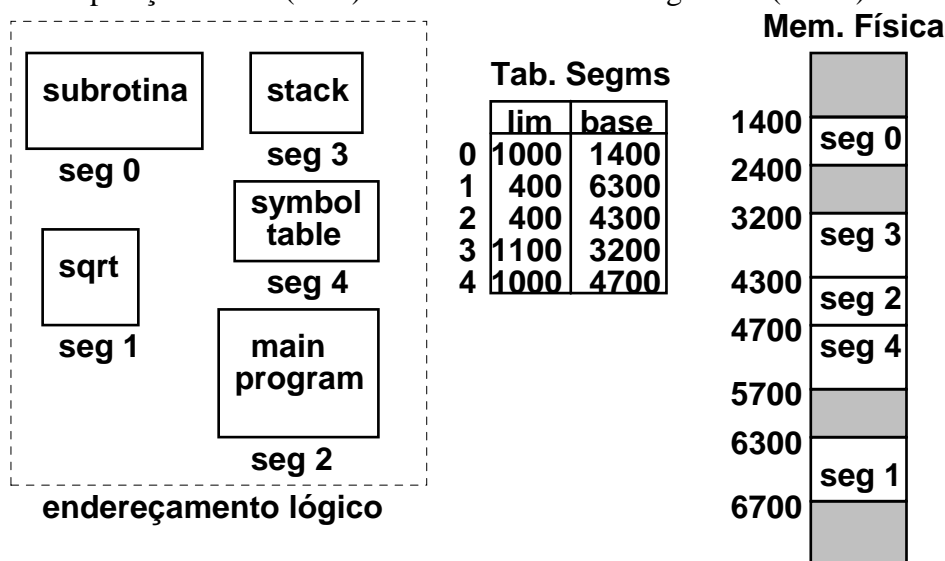 Mem. Física
subrotina
seg 0
stack
seg 3
symbol
table
seg 4
sqrt
seg 1
main
program
seg 2
endereçamento lógico
Tab. Segms
lim base
0 1000 1400
1 400 6300
2 400 4300
3 1100 3200
4 1000 4700
1400
seg 0
2400
3200
seg 3
4300
seg 2
4700
seg 4
5700
6300
seg 1
6700